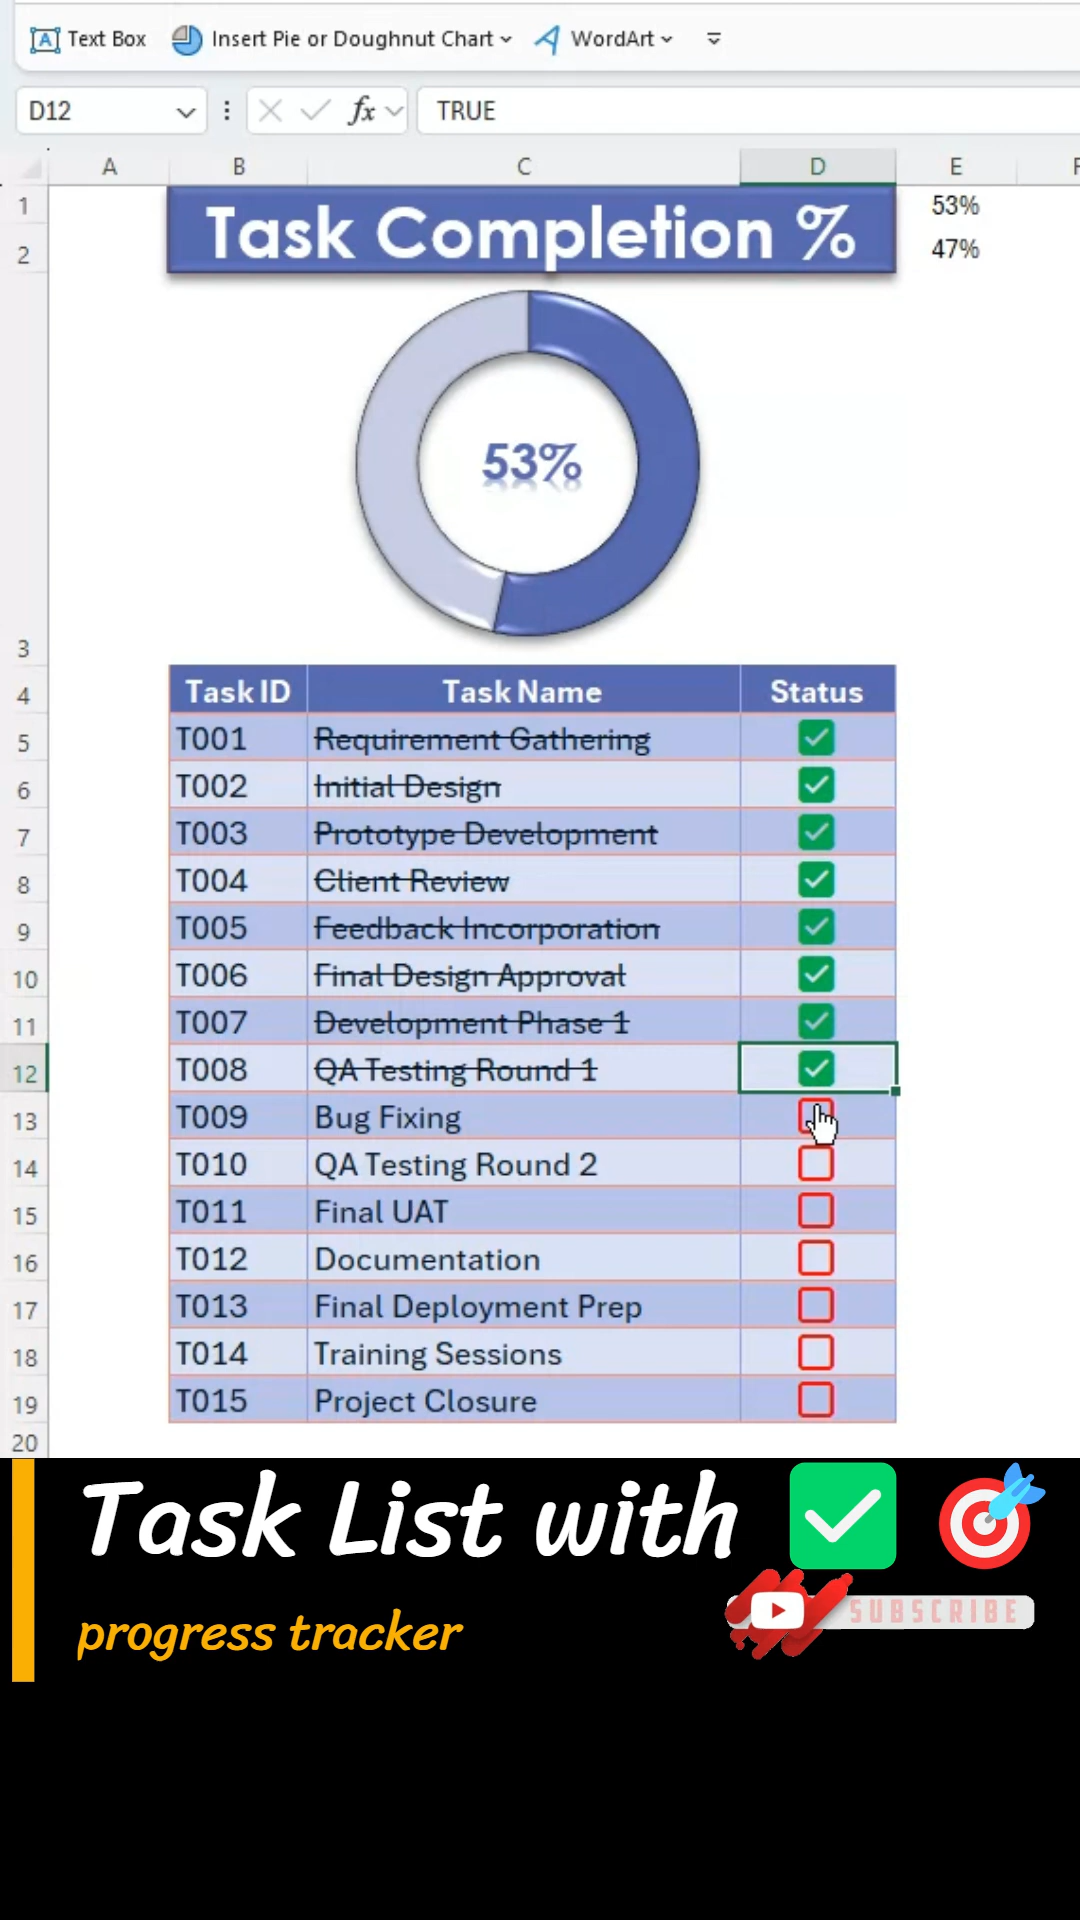 Text Box Insert Pie or Doughnut Chart WordArt
D12 fx TRUE
A B C D E F
1 Task Completion % 53%
2 47%
53%
3
4 Task ID Task Name Status
5 T001 Requirement Gathering
6 T002 Initial Design
7 T003 Prototype Development
8 T004 Client Review
9 T005 Feedback Incorporation
10 T006 Final Design Approval
11 T007 Development Phase 1
12 T008 QA Testing Round 1
13 T009 Bug Fixing
14 T010 QA Testing Round 2
15 T011 Final UAT
16 T012 Documentation
17 T013 Final Deployment Prep
18 T014 Training Sessions
19 T015 Project Closure
20
Task List with
progress tracker
SUBSCRIBE